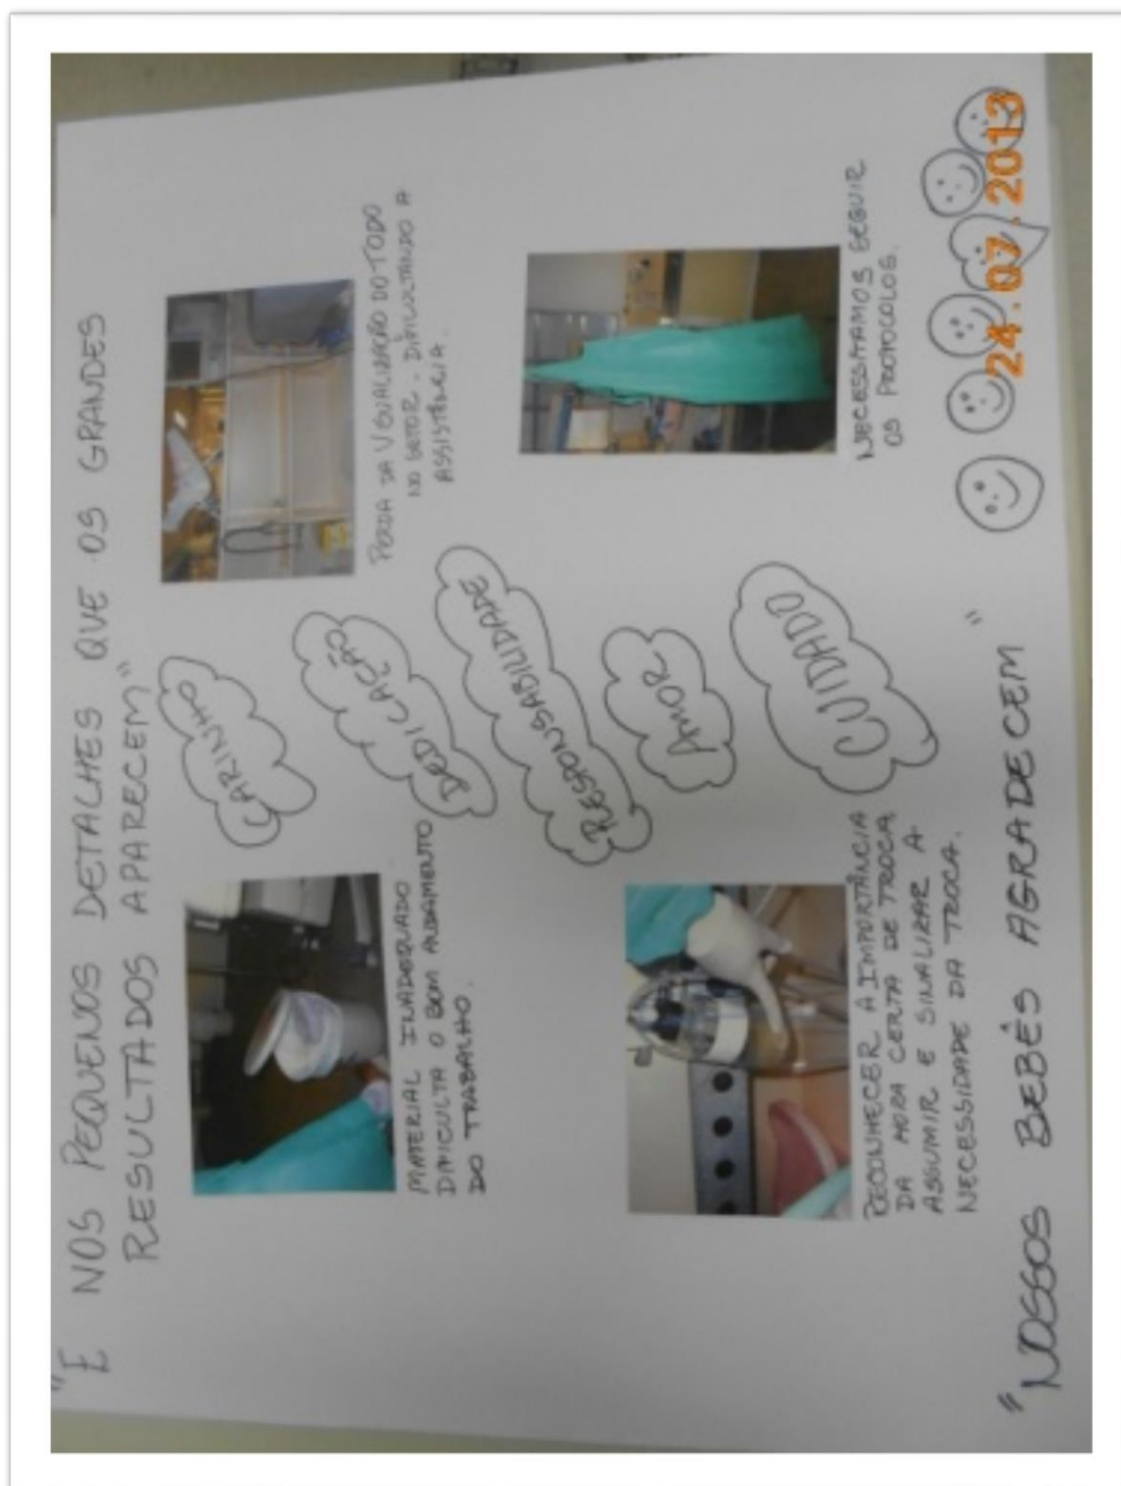 "É NOS PEQUENOS DETALHES QUE OS GRANDES
RESULTADOS APARECEM"
MATERIAL INADEQUADO
DIFICULTA O BOM ANDAMENTO
DO TRABALHO.
CARINHO
DEDICAÇÃO
RESPONSABILIDADE
AMOR
CUIDADO
PERDA DA VISUALIZAÇÃO DO TODO
NO SETOR. DIFICULTANDO A
ASSISTÊNCIA.
RECONHECER A IMPORTÂNCIA
DA HORA CERTA DE TROCA
ASSUMIR E SINALIZAR A
NECESSIDADE DA TROCA.
NECESSITAMOS SEGUIR
OS PROTOCOLOS.
"NOSSOS BEBÊS AGRADECEM"
24.07.2013